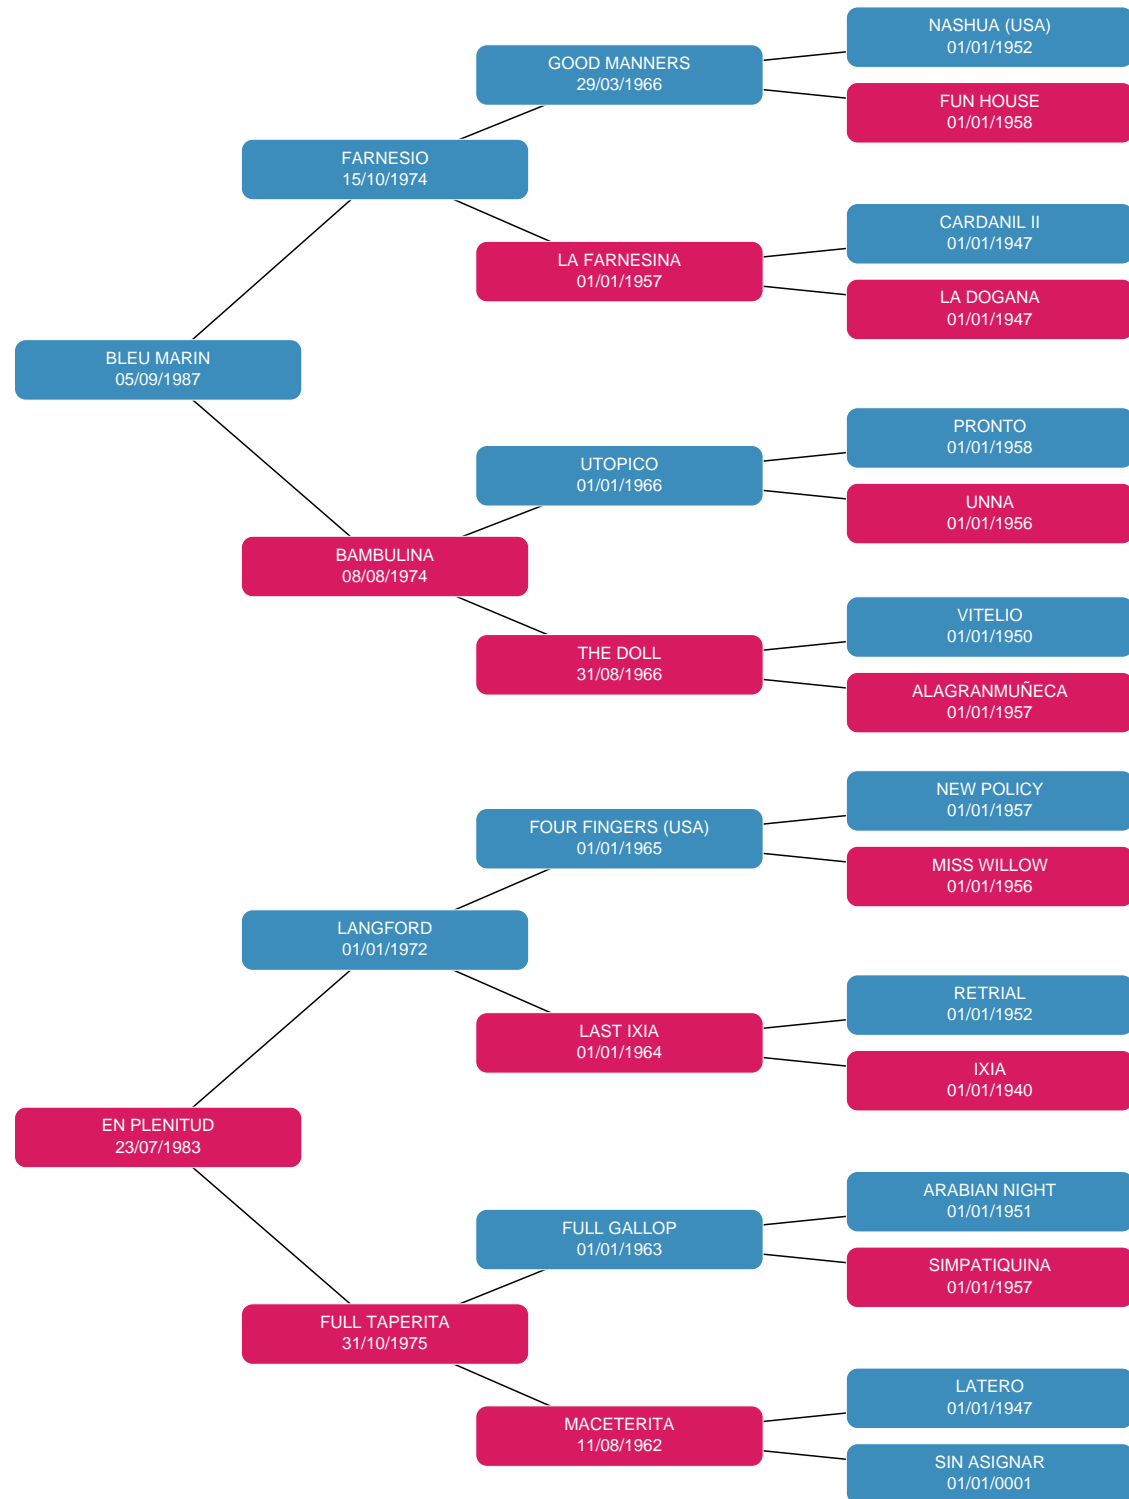 NASHUA (USA)
01/01/1952
GOOD MANNERS
29/03/1966
FUN HOUSE
01/01/1958
FARNESIO
15/10/1974
CARDANIL II
01/01/1947
LA FARNESINA
01/01/1957
LA DOGANA
01/01/1947
BLEU MARIN
05/09/1987
PRONTO
01/01/1958
UTOPICO
01/01/1966
UNNA
01/01/1956
BAMBULINA
08/08/1974
VITELIO
01/01/1950
THE DOLL
31/08/1966
ALAGRANMUÑECA
01/01/1957
NEW POLICY
01/01/1957
FOUR FINGERS (USA)
01/01/1965
MISS WILLOW
01/01/1956
LANGFORD
01/01/1972
RETRIAL
01/01/1952
LAST IXIA
01/01/1964
IXIA
01/01/1940
EN PLENITUD
23/07/1983
ARABIAN NIGHT
01/01/1951
FULL GALLOP
01/01/1963
SIMPATIQUINA
01/01/1957
FULL TAPERITA
31/10/1975
LATERO
01/01/1947
MACETERITA
11/08/1962
SIN ASIGNAR
01/01/0001